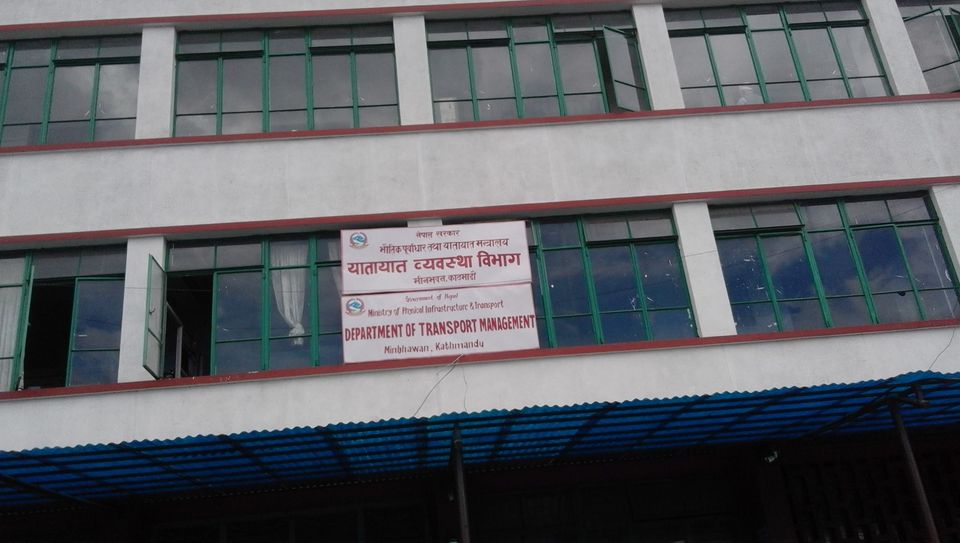 नेपाल सरकार
भौतिक पूर्वाधार तथा यातायात मन्त्रालय
यातायात व्यवस्था विभाग
मीनभवन, काठमाडौं
Government of Nepal
Ministry of Physical Infrastructure & Transport
DEPARTMENT OF TRANSPORT MANAGEMENT
Minbhawan, Kathmandu